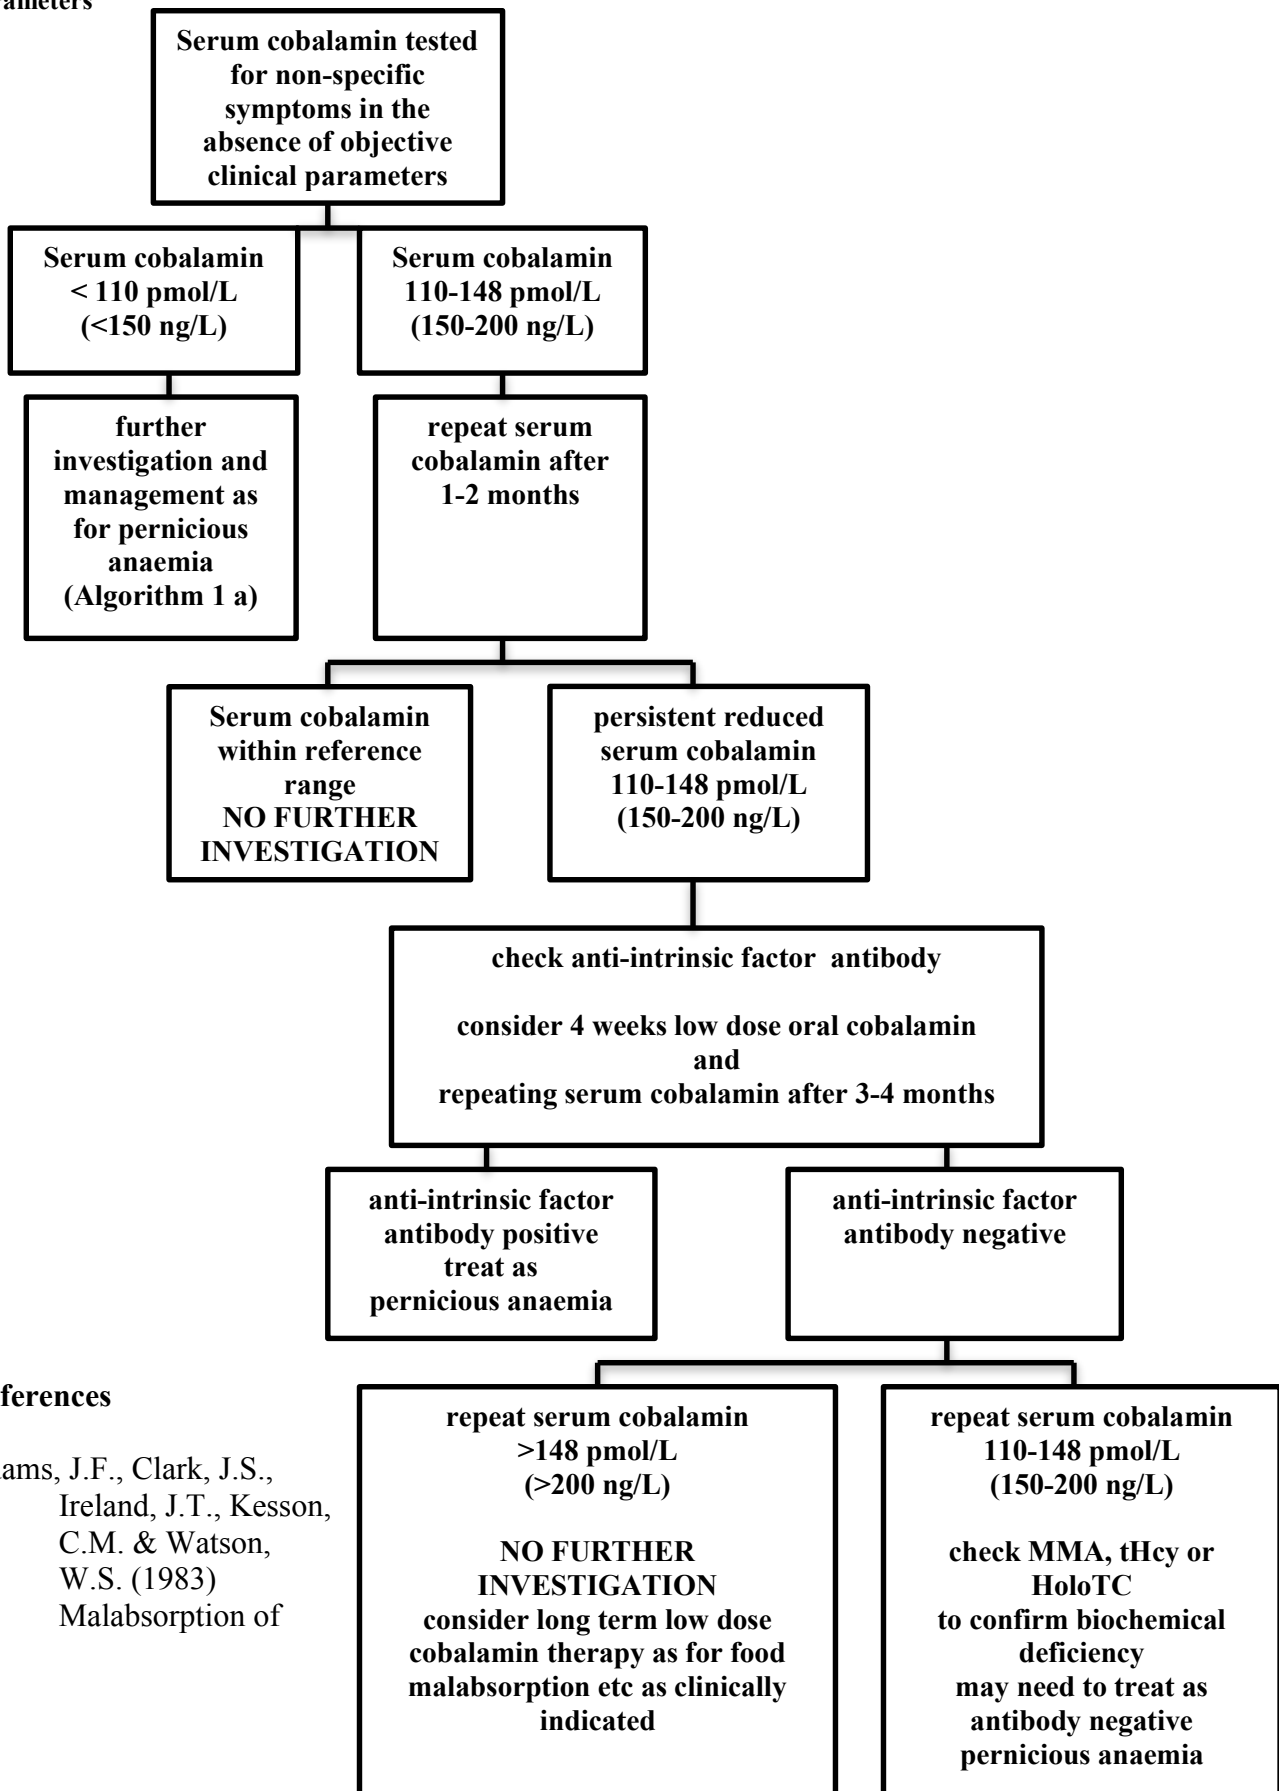 Serum cobalamin tested
for non-specific
symptoms in the
absence of objective
clinical parameters
Serum cobalamin
< 110 pmol/L
(<150 ng/L)
Serum cobalamin
110-148 pmol/L
(150-200 ng/L)
further
investigation and
management as
for pernicious
anaemia
(Algorithm 1 a)
repeat serum
cobalamin after
1-2 months
Serum cobalamin
within reference
range
NO FURTHER
INVESTIGATION
persistent reduced
serum cobalamin
110-148 pmol/L
(150-200 ng/L)
check anti-intrinsic factor antibody
consider 4 weeks low dose oral cobalamin
and
repeating serum cobalamin after 3-4 months
anti-intrinsic factor
antibody positive
treat as
pernicious anaemia
anti-intrinsic factor
antibody negative
repeat serum cobalamin
>148 pmol/L
(>200 ng/L)
NO FURTHER
INVESTIGATION
consider long term low dose
cobalamin therapy as for food
malabsorption etc as clinically
indicated
repeat serum cobalamin
110-148 pmol/L
(150-200 ng/L)
check MMA, tHcy or
HoloTC
to confirm biochemical
deficiency
may need to treat as
antibody negative
pernicious anaemia
ferences
ams, J.F., Clark, J.S.,
Ireland, J.T., Kesson,
C.M. & Watson,
W.S. (1983)
Malabsorption of